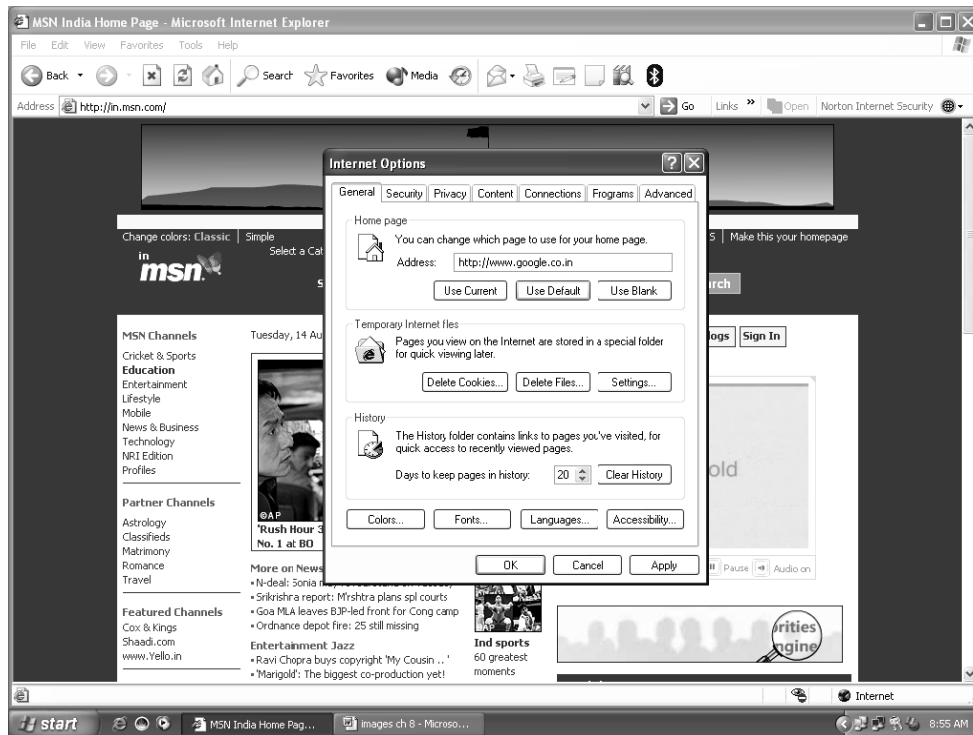 MSN India Home Page - Microsoft Internet Explorer
File Edit View Favorites Tools Help
Back Search Favorites Media
Address http://in.msn.com/ Go Links » Open Norton Internet Security
Change colors: Classic | Simple
S | Make this your homepage
Select a Cat
in
msn
S
rch
MSN Channels
Cricket & Sports
Education
Entertainment
Lifestyle
Mobile
News & Business
Technology
NRI Edition
Profiles
Partner Channels
Astrology
Classifieds
Matrimony
Romance
Travel
Featured Channels
Cox & Kings
Shaadi.com
www.Yello.in
Tuesday, 14 Au
©AP
'Rush Hour 3
No. 1 at BO
More on News
▪ N-deal: Sonia
▪ Srikrishra report: M'rshtra plans spl courts
▪ Goa MLA leaves BJP-led front for Cong camp
▪ Ordnance depot fire: 25 still missing
Entertainment Jazz
▪ Ravi Chopra buys copyright 'My Cousin .. '
▪ 'Marigold': The biggest co-production yet!
Internet Options
General Security Privacy Content Connections Frograms Advanced
Home page
You can change which page to use for your home page.
Address: http://www.google.co.in
Use Current Use Default Use Blank
Temporary Internet files
Pages you view on the Internet are stored in a special folder
for quick viewing later.
Delete Cookies... Delete Files... Settings...
History
The History folder contains links to pages you've visited, for
quick access to recently viewed pages.
Days to keep pages in history: 20 Clear History
Colors... Fonts... Languages... Accessibility...
OK Cancel Apply
logs Sign In
old
Pause Audio on
Ind sports
60 greatest
moments
orities
ngine
Internet
start MSN India Home Pag... images ch 8 - Microso... 8:55 AM